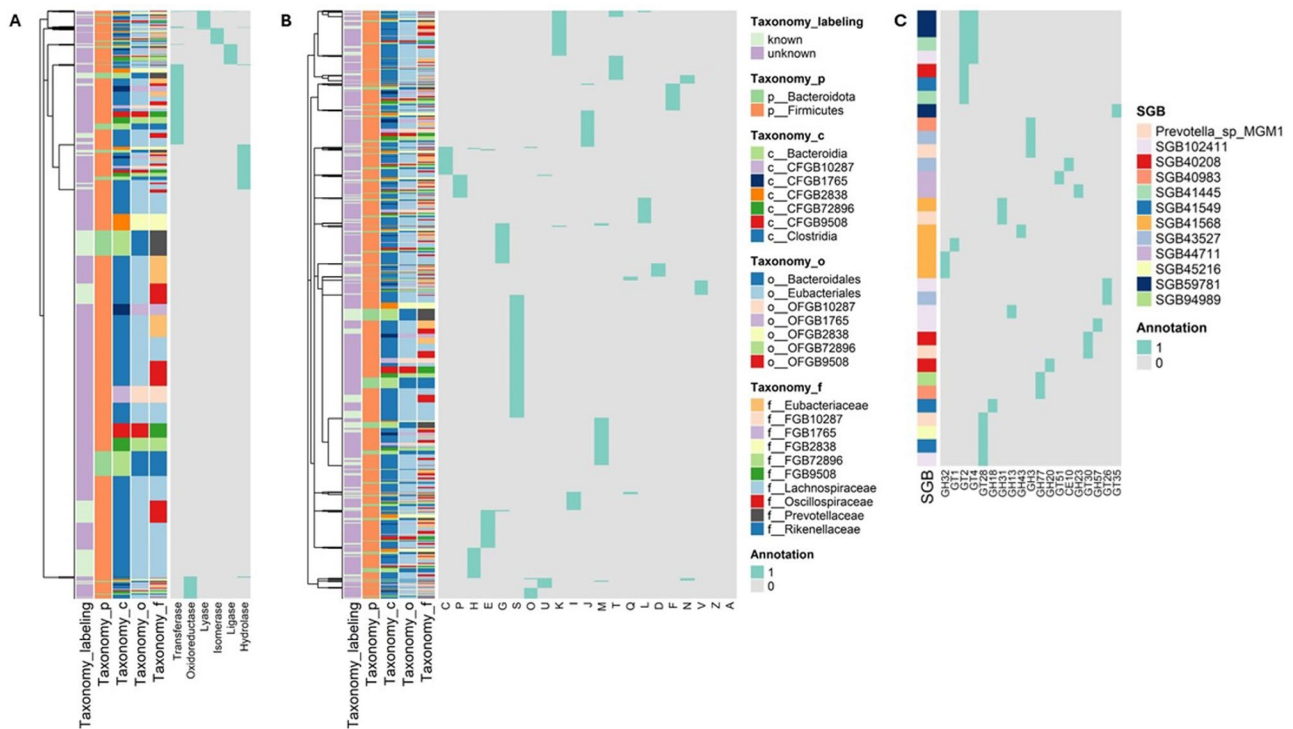 A
Taxonomy_labeling
Taxonomy_p
Taxonomy_c
Taxonomy_o
Taxonomy_f
Transferase
Oxidoreductase
Lyase
Isomerase
Ligase
Hydrolase
B
Taxonomy_labeling
Taxonomy_p
Taxonomy_c
Taxonomy_o
Taxonomy_f
C
P
H
E
G
S
O
U
K
I
J
M
T
Q
L
D
F
N
V
Z
A
Taxonomy_labeling
known
unknown
Taxonomy_p
p__Bacteroidota
p__Firmicutes
Taxonomy_c
c__Bacteroidia
c__CFGB10287
c__CFGB1765
c__CFGB2838
c__CFGB72896
c__CFGB9508
c__Clostridia
Taxonomy_o
o__Bacteroidales
o__Eubacteriales
o__OFGB10287
o__OFGB1765
o__OFGB2838
o__OFGB72896
o__OFGB9508
Taxonomy_f
f__Eubacteriaceae
f__FGB10287
f__FGB1765
f__FGB2838
f__FGB72896
f__FGB9508
f__Lachnospiraceae
f__Oscillospiraceae
f__Prevotellaceae
f__Rikenellaceae
Annotation
1
0
C
SGB
GH32
GT1
GT2
GT4
GT28
GH18
GH31
GH13
GH43
GH3
GH77
GH20
GT51
CE10
GH23
GT30
GH57
GT26
GT35
SGB
Prevotella_sp_MGM1
SGB102411
SGB40208
SGB40983
SGB41445
SGB41549
SGB41568
SGB43527
SGB44711
SGB45216
SGB59781
SGB94989
Annotation
1
0